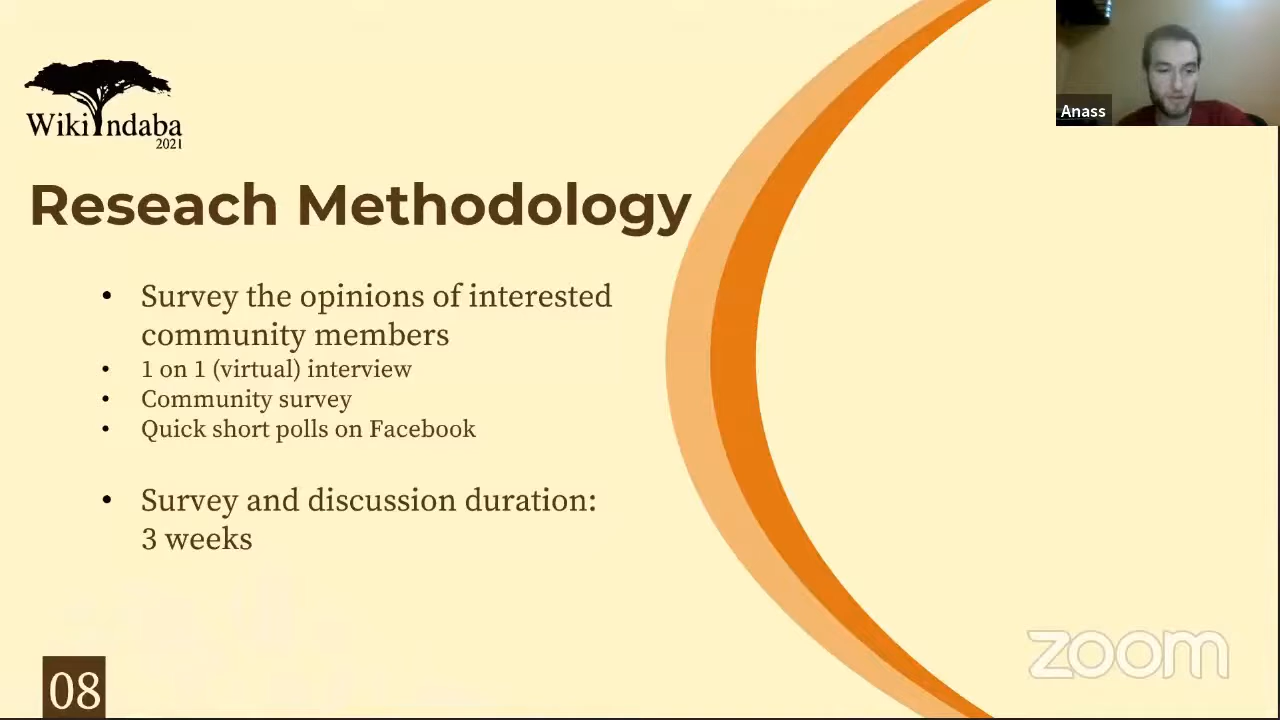 WikiIndaba
2021
Anass
Reseach Methodology
• Survey the opinions of interested
community members
• 1 on 1 (virtual) interview
• Community survey
• Quick short polls on Facebook
• Survey and discussion duration:
3 weeks
08
zoom